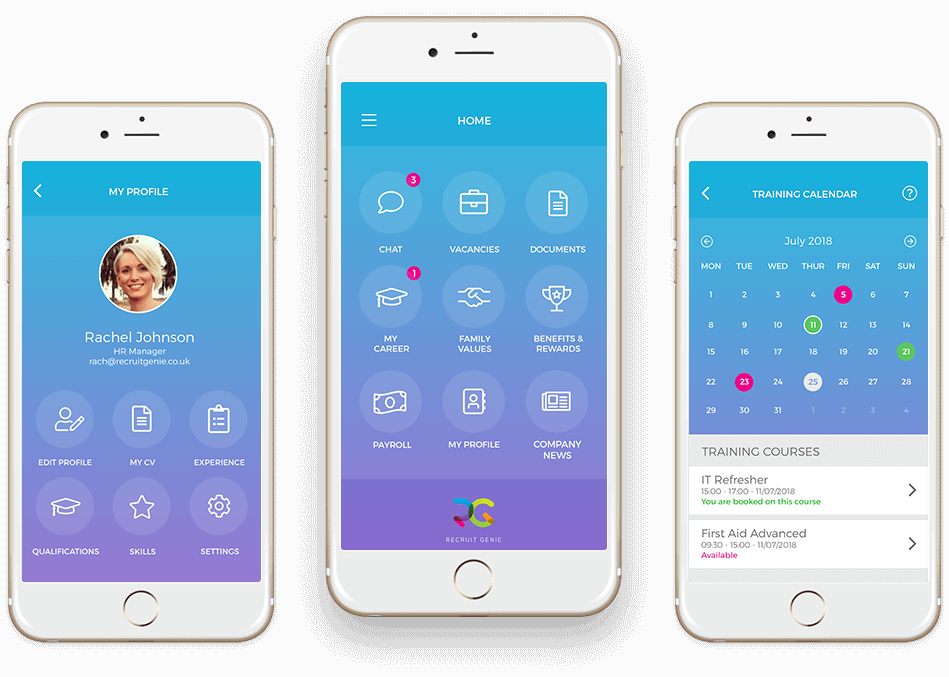 MY PROFILE
Rachel Johnson
HR Manager
rach@recruitgenie.co.uk
EDIT PROFILE
MY CV
EXPERIENCE
QUALIFICATIONS
SKILLS
SETTINGS
HOME
3
CHAT
VACANCIES
DOCUMENTS
1
MY
CAREER
FAMILY
VALUES
BENEFITS &
REWARDS
PAYROLL
MY PROFILE
COMPANY
NEWS
RG
RECRUIT GENIE
TRAINING CALENDAR
?
July 2018
MON TUE WED THUR FRI SAT SUN
1 2 3 4 5 6 7
8 9 10 11 12 13 14
15 16 17 18 19 20 21
22 23 24 25 26 27 28
29 30 31 1 2 3 4
TRAINING COURSES
IT Refresher
15:00 - 17:00 - 11/07/2018
You are booked on this course
First Aid Advanced
09:30 - 15:00 - 11/07/2018
Available